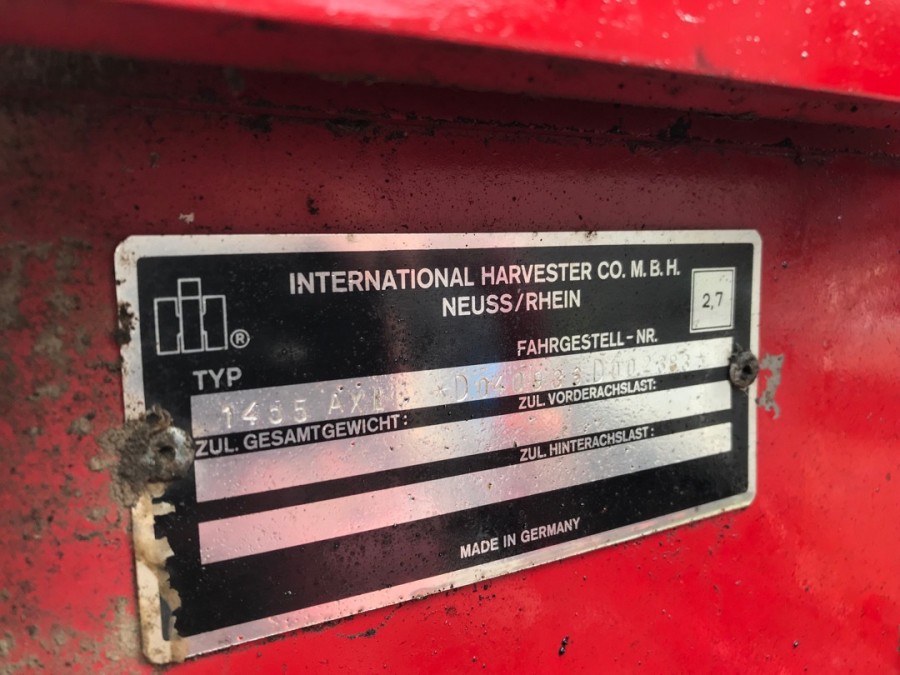 INTERNATIONAL HARVESTER CO. M. B. H.
NEUSS/RHEIN
2,7
®
FAHRGESTELL-NR.
TYP
1455
ZUL. VORDERACHSLAST:
ZUL. GESAMTGEWICHT:
ZUL. HINTERACHSLAST:
MADE IN GERMANY